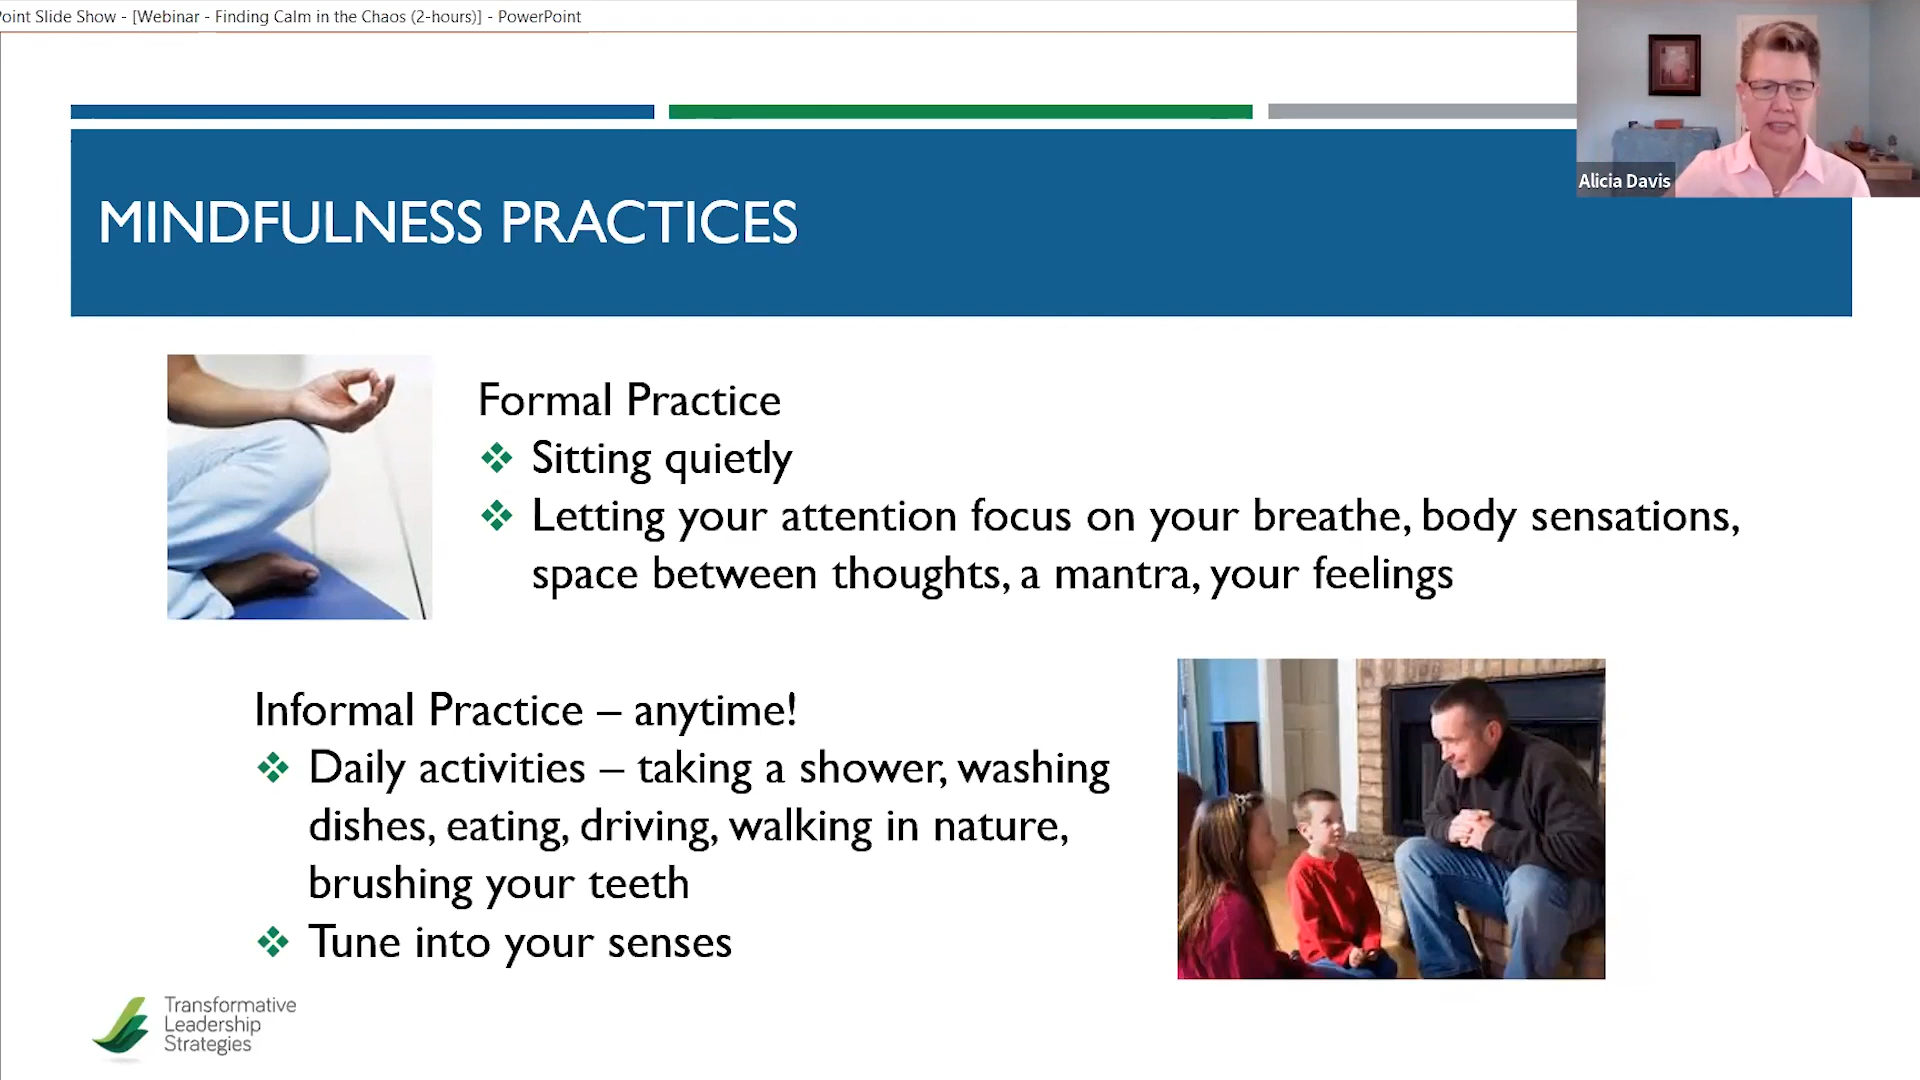 oint Slide Show - [Webinar - Finding Calm in the Chaos (2-hours)] - PowerPoint
Alicia Davis
MINDFULNESS PRACTICES
Formal Practice
❖ Sitting quietly
❖ Letting your attention focus on your breathe, body sensations,
space between thoughts, a mantra, your feelings
Informal Practice – anytime!
❖ Daily activities – taking a shower, washing
dishes, eating, driving, walking in nature,
brushing your teeth
❖ Tune into your senses
Transformative
Leadership
Strategies